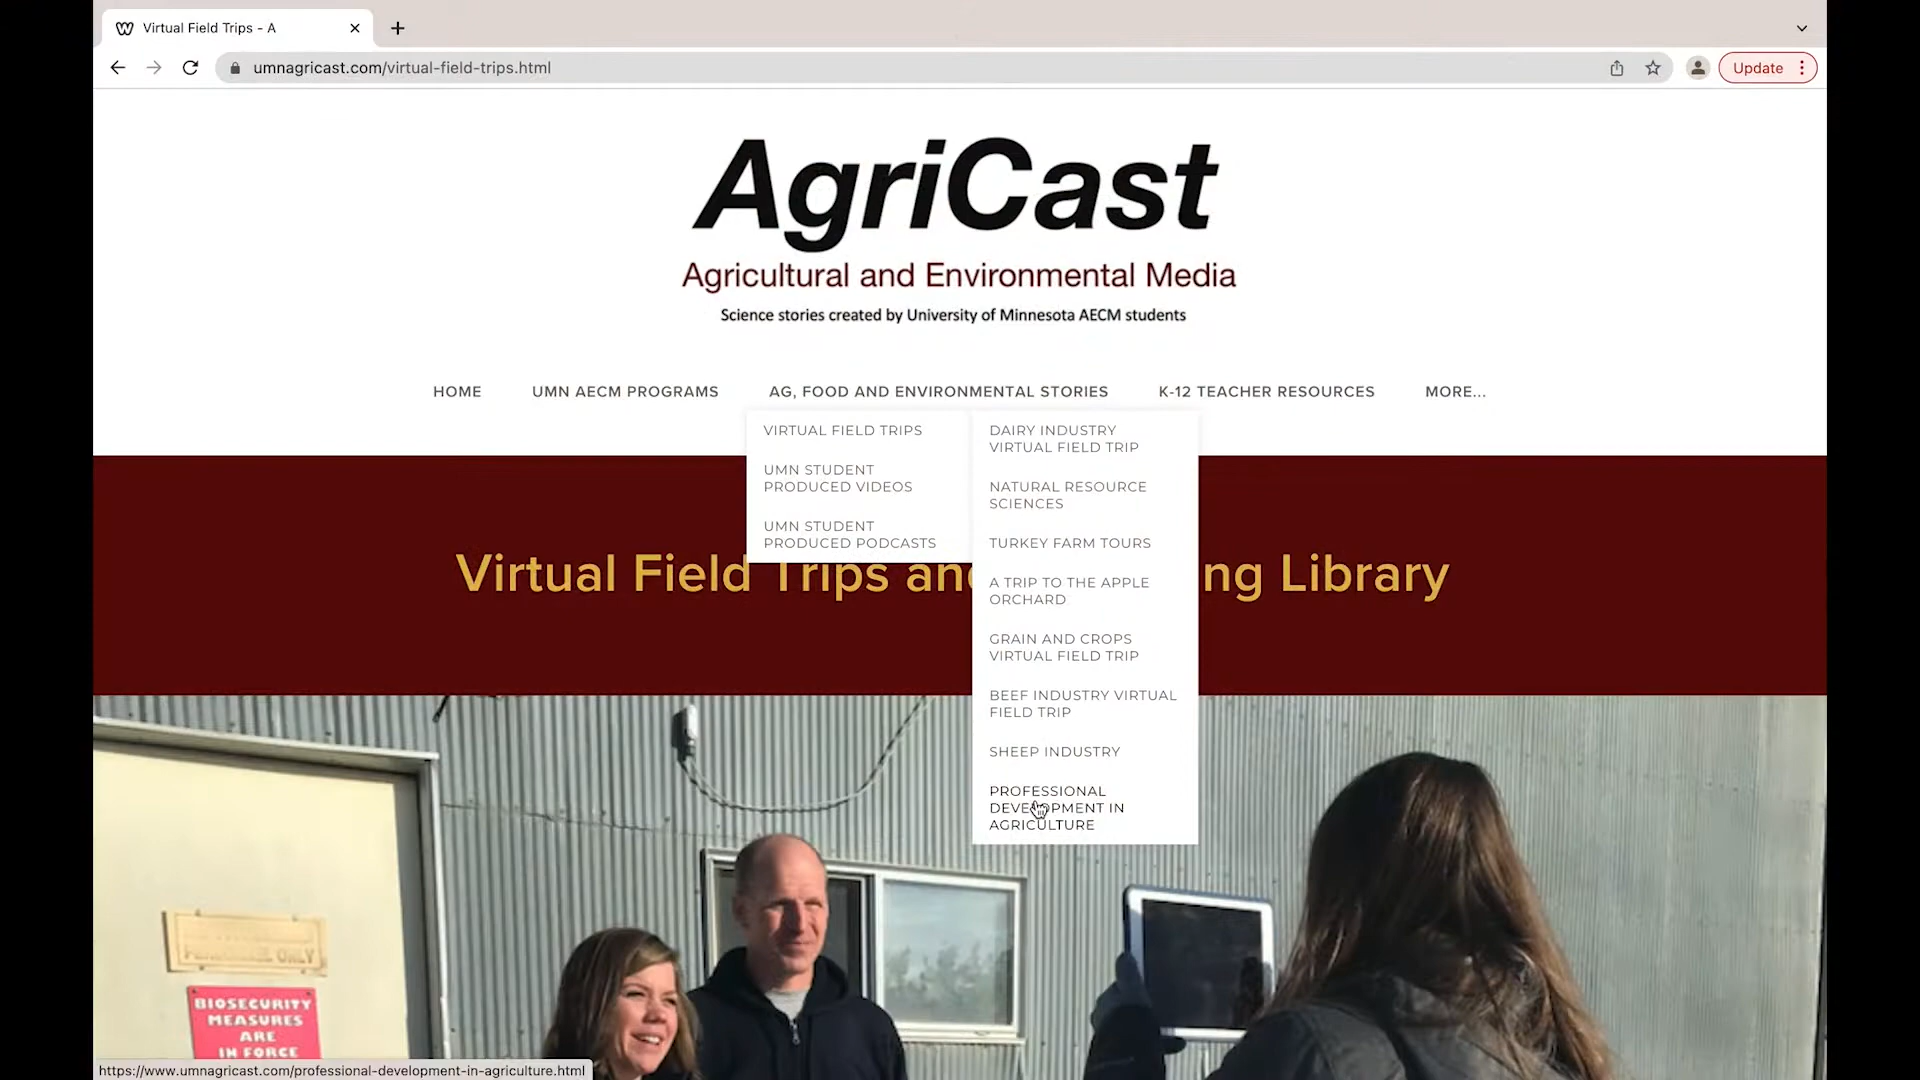 Virtual Field Trips - A
umnagricast.com/virtual-field-trips.html
Update
AgriCast
Agricultural and Environmental Media
Science stories created by University of Minnesota AECM students
HOME
UMN AECM PROGRAMS
AG, FOOD AND ENVIRONMENTAL STORIES
K-12 TEACHER RESOURCES
MORE...
VIRTUAL FIELD TRIPS
UMN STUDENT
PRODUCED VIDEOS
UMN STUDENT
PRODUCED PODCASTS
DAIRY INDUSTRY
VIRTUAL FIELD TRIP
NATURAL RESOURCE
SCIENCES
TURKEY FARM TOURS
A TRIP TO THE APPLE
ORCHARD
GRAIN AND CROPS
VIRTUAL FIELD TRIP
BEEF INDUSTRY VIRTUAL
FIELD TRIP
SHEEP INDUSTRY
PROFESSIONAL
DEVELOPMENT IN
AGRICULTURE
Virtual Field Trips an ng Library
ONLY
BIOSECURITY
MEASURES
ARE
IN FORCE
https://www.umnagricast.com/professional-development-in-agriculture.html